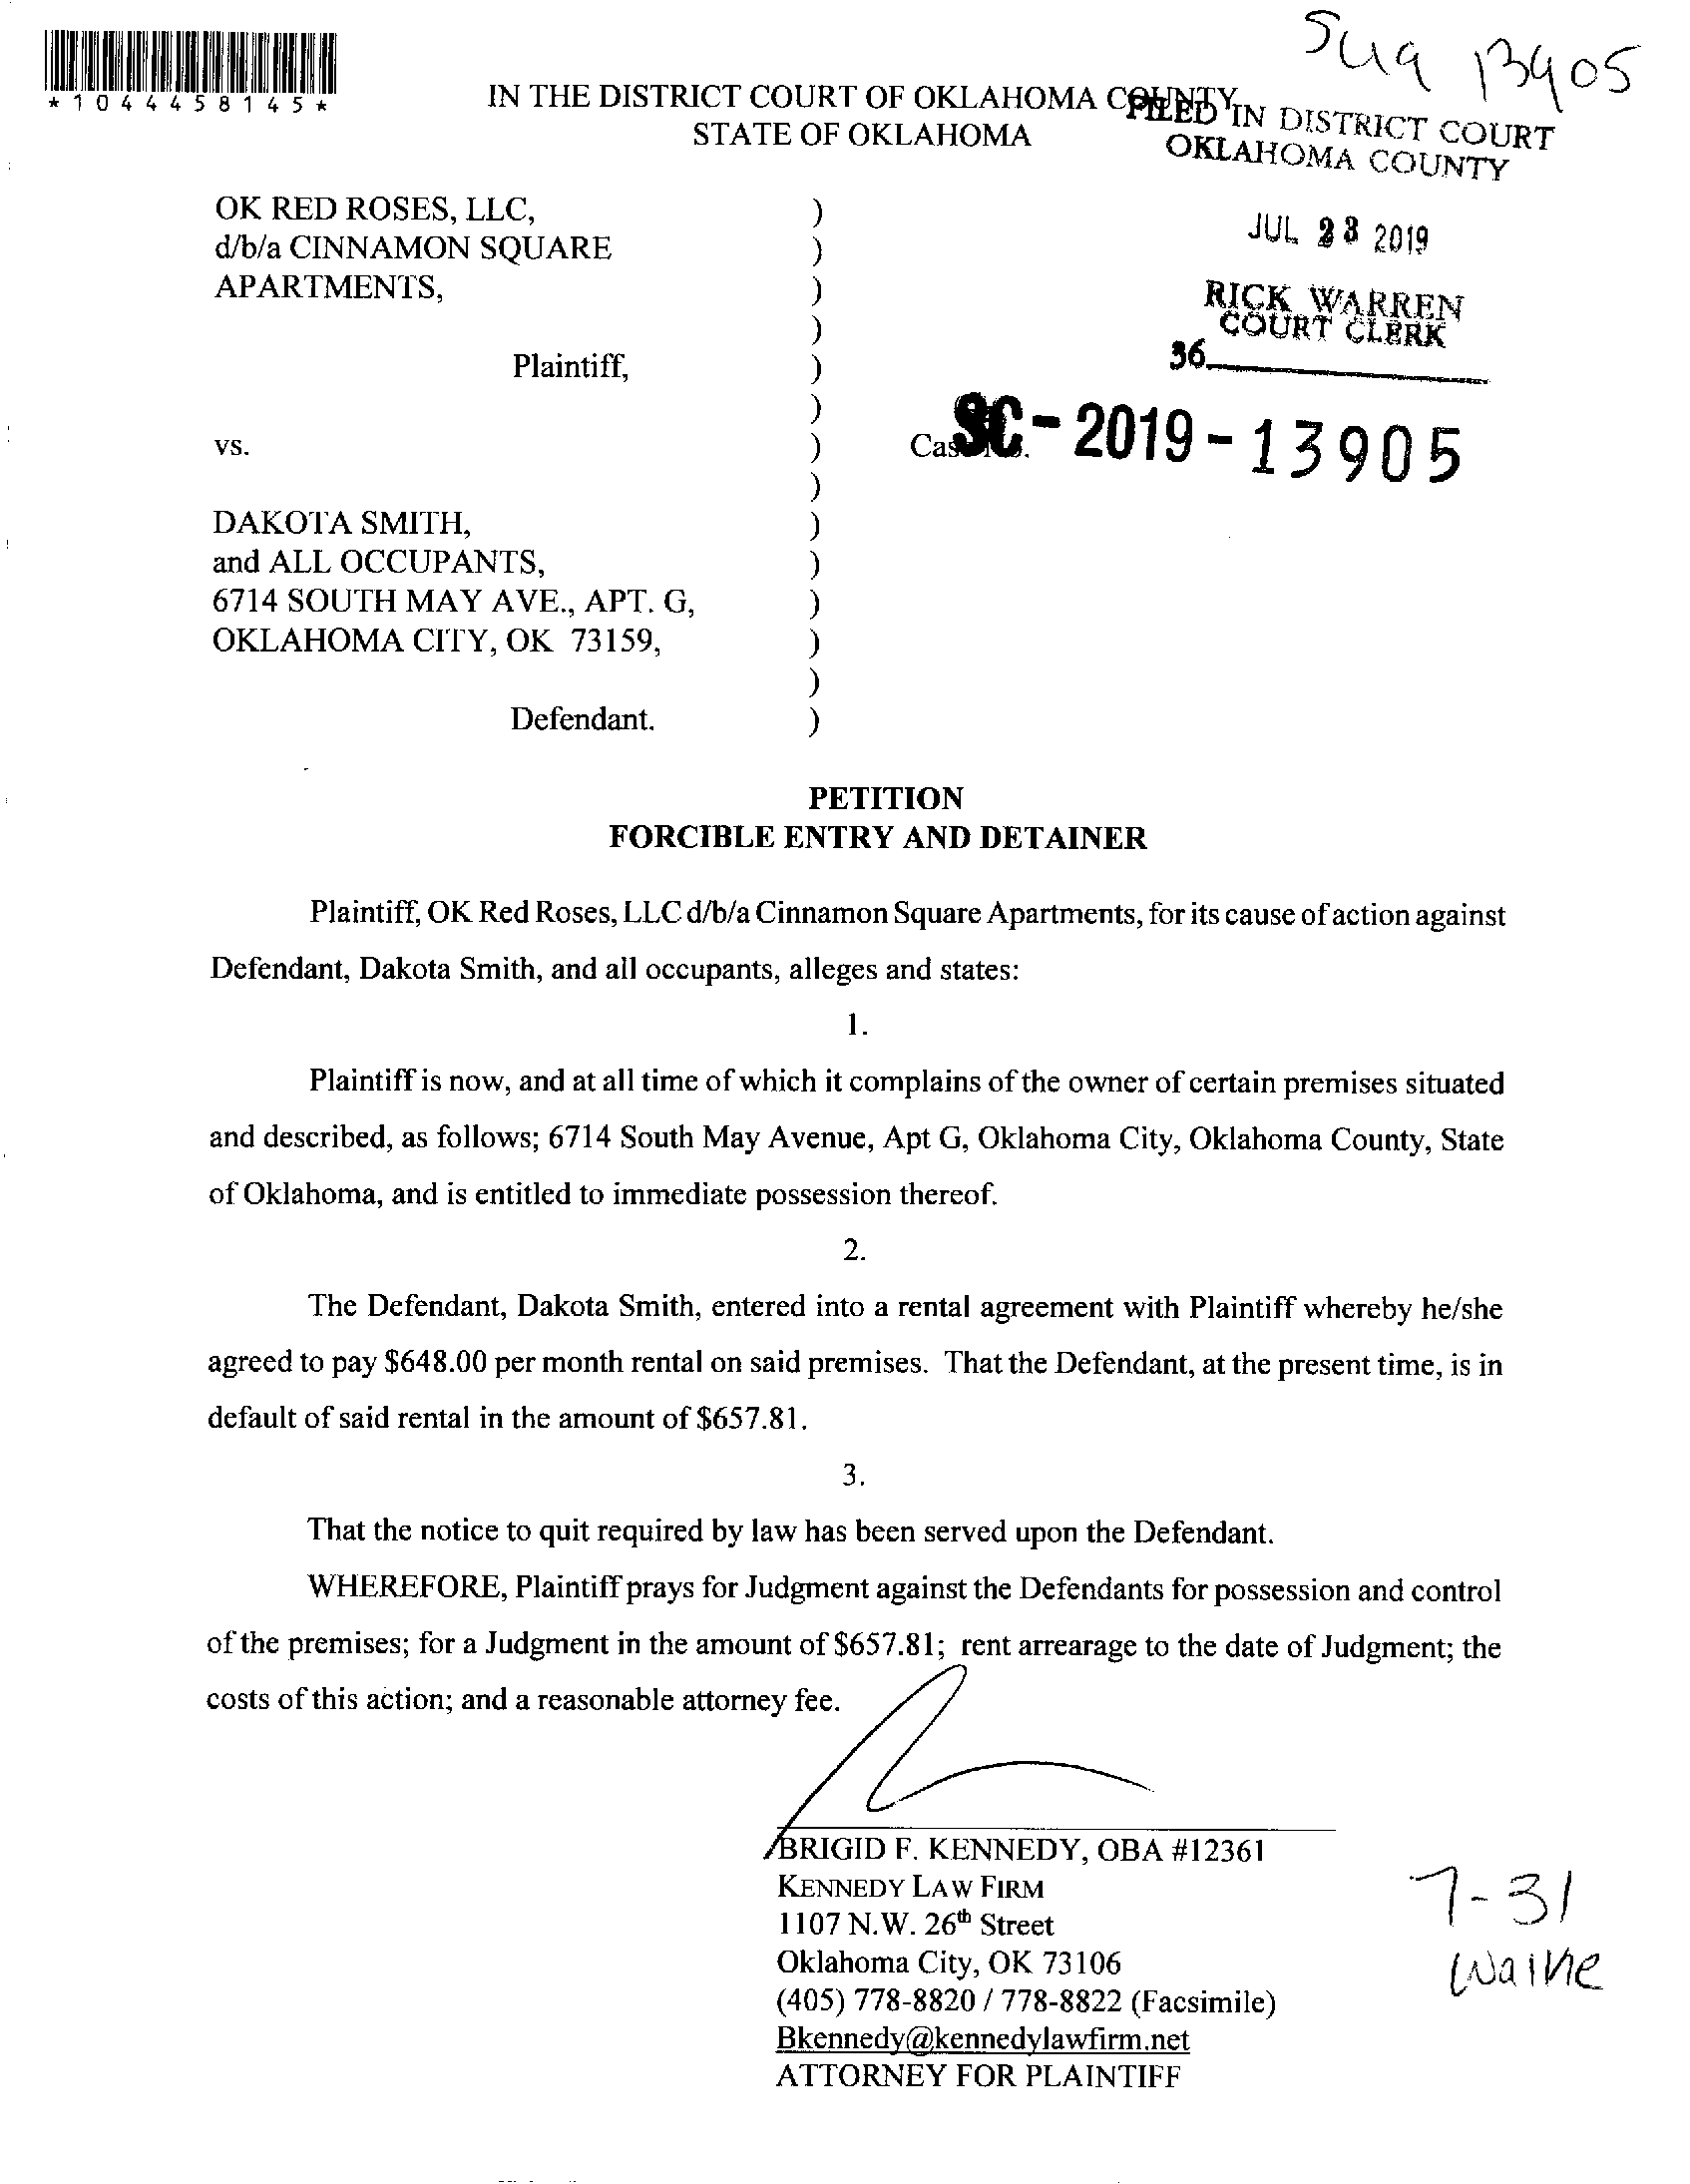 *1044458145*
13905
IN THE DISTRICT COURT OF OKLAHOMA COUNTY
STATE OF OKLAHOMA
FILED IN DISTRICT COURT
OKLAHOMA COUNTY
JUL 2019
RICK WARREN
COURT CLERK
36
OK RED ROSES, LLC, )
d/b/a CINNAMON SQUARE )
APARTMENTS, )
)
Plaintiff, )
)
vs. )
Case No. SC-2019-13905
)
DAKOTA SMITH, )
and ALL OCCUPANTS, )
6714 SOUTH MAY AVE., APT. G, )
OKLAHOMA CITY, OK 73159, )
)
Defendant. )
PETITION
FORCIBLE ENTRY AND DETAINER
Plaintiff, OK Red Roses, LLC d/b/a Cinnamon Square Apartments, for its cause of action against
Defendant, Dakota Smith, and all occupants, alleges and states:
1.
Plaintiff is now, and at all time of which it complains of the owner of certain premises situated
and described, as follows; 6714 South May Avenue, Apt G, Oklahoma City, Oklahoma County, State
of Oklahoma, and is entitled to immediate possession thereof.
2.
The Defendant, Dakota Smith, entered into a rental agreement with Plaintiff whereby he/she
agreed to pay $648.00 per month rental on said premises. That the Defendant, at the present time, is in
default of said rental in the amount of $657.81.
3.
That the notice to quit required by law has been served upon the Defendant.
WHEREFORE, Plaintiff prays for Judgment against the Defendants for possession and control
of the premises; for a Judgment in the amount of $657.81; rent arrearage to the date of Judgment; the
costs of this action; and a reasonable attorney fee.
BRIGID F. KENNEDY, OBA #12361
KENNEDY LAW FIRM
1107 N.W. 26th Street
Oklahoma City, OK 73106
(405) 778-8820 / 778-8822 (Facsimile)
Bkennedy@kennedylawfirm.net
ATTORNEY FOR PLAINTIFF
7-31